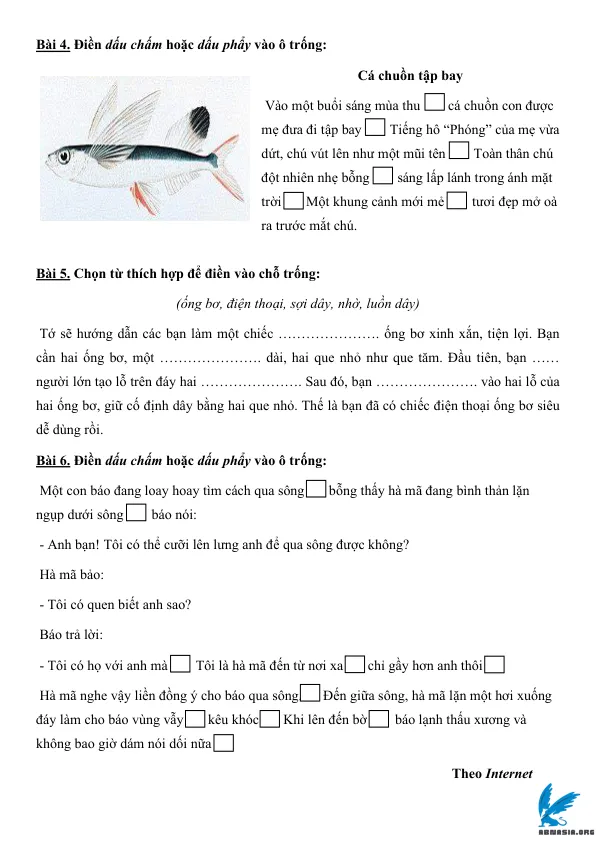 Bài 4. Điền dấu chấm hoặc dấu phẩy vào ô trống:
Cá chuồn tập bay
Vào một buổi sáng mùa thu □ cá chuồn con được
mẹ đưa đi tập bay □ Tiếng hô “Phóng” của mẹ vừa
dứt, chú vút lên như một mũi tên □ Toàn thân chú
đột nhiên nhẹ bỗng □ sáng lấp lánh trong ánh mặt
trời □ Một khung cảnh mới mẻ □ tươi đẹp mở oà
ra trước mắt chú.
Bài 5. Chọn từ thích hợp để điền vào chỗ trống:
(ống bơ, điện thoại, sợi dây, nhờ, luồn dây)
Tớ sẽ hướng dẫn các bạn làm một chiếc …………………. ống bơ xinh xắn, tiện lợi. Bạn
cần hai ống bơ, một …………………. dài, hai que nhỏ như que tăm. Đầu tiên, bạn ……
người lớn tạo lỗ trên đáy hai …………………. Sau đó, bạn …………………. vào hai lỗ của
hai ống bơ, giữ cố định dây bằng hai que nhỏ. Thế là bạn đã có chiếc điện thoại ống bơ siêu
dễ dùng rồi.
Bài 6. Điền dấu chấm hoặc dấu phẩy vào ô trống:
Một con báo đang loay hoay tìm cách qua sông □ bỗng thấy hà mã đang bình thản lặn
ngụp dưới sông □ báo nói:
- Anh bạn! Tôi có thể cưỡi lên lưng anh để qua sông được không?
Hà mã bảo:
- Tôi có quen biết anh sao?
Báo trả lời:
- Tôi có họ với anh mà □ Tôi là hà mã đến từ nơi xa □ chỉ gầy hơn anh thôi □
Hà mã nghe vậy liền đồng ý cho báo qua sông □ Đến giữa sông, hà mã lặn một hơi xuống
đáy làm cho báo vùng vẫy □ kêu khóc □ Khi lên đến bờ □ báo lạnh thấu xương và
không bao giờ dám nói dối nữa □
Theo Internet
ABMASIA.ORG